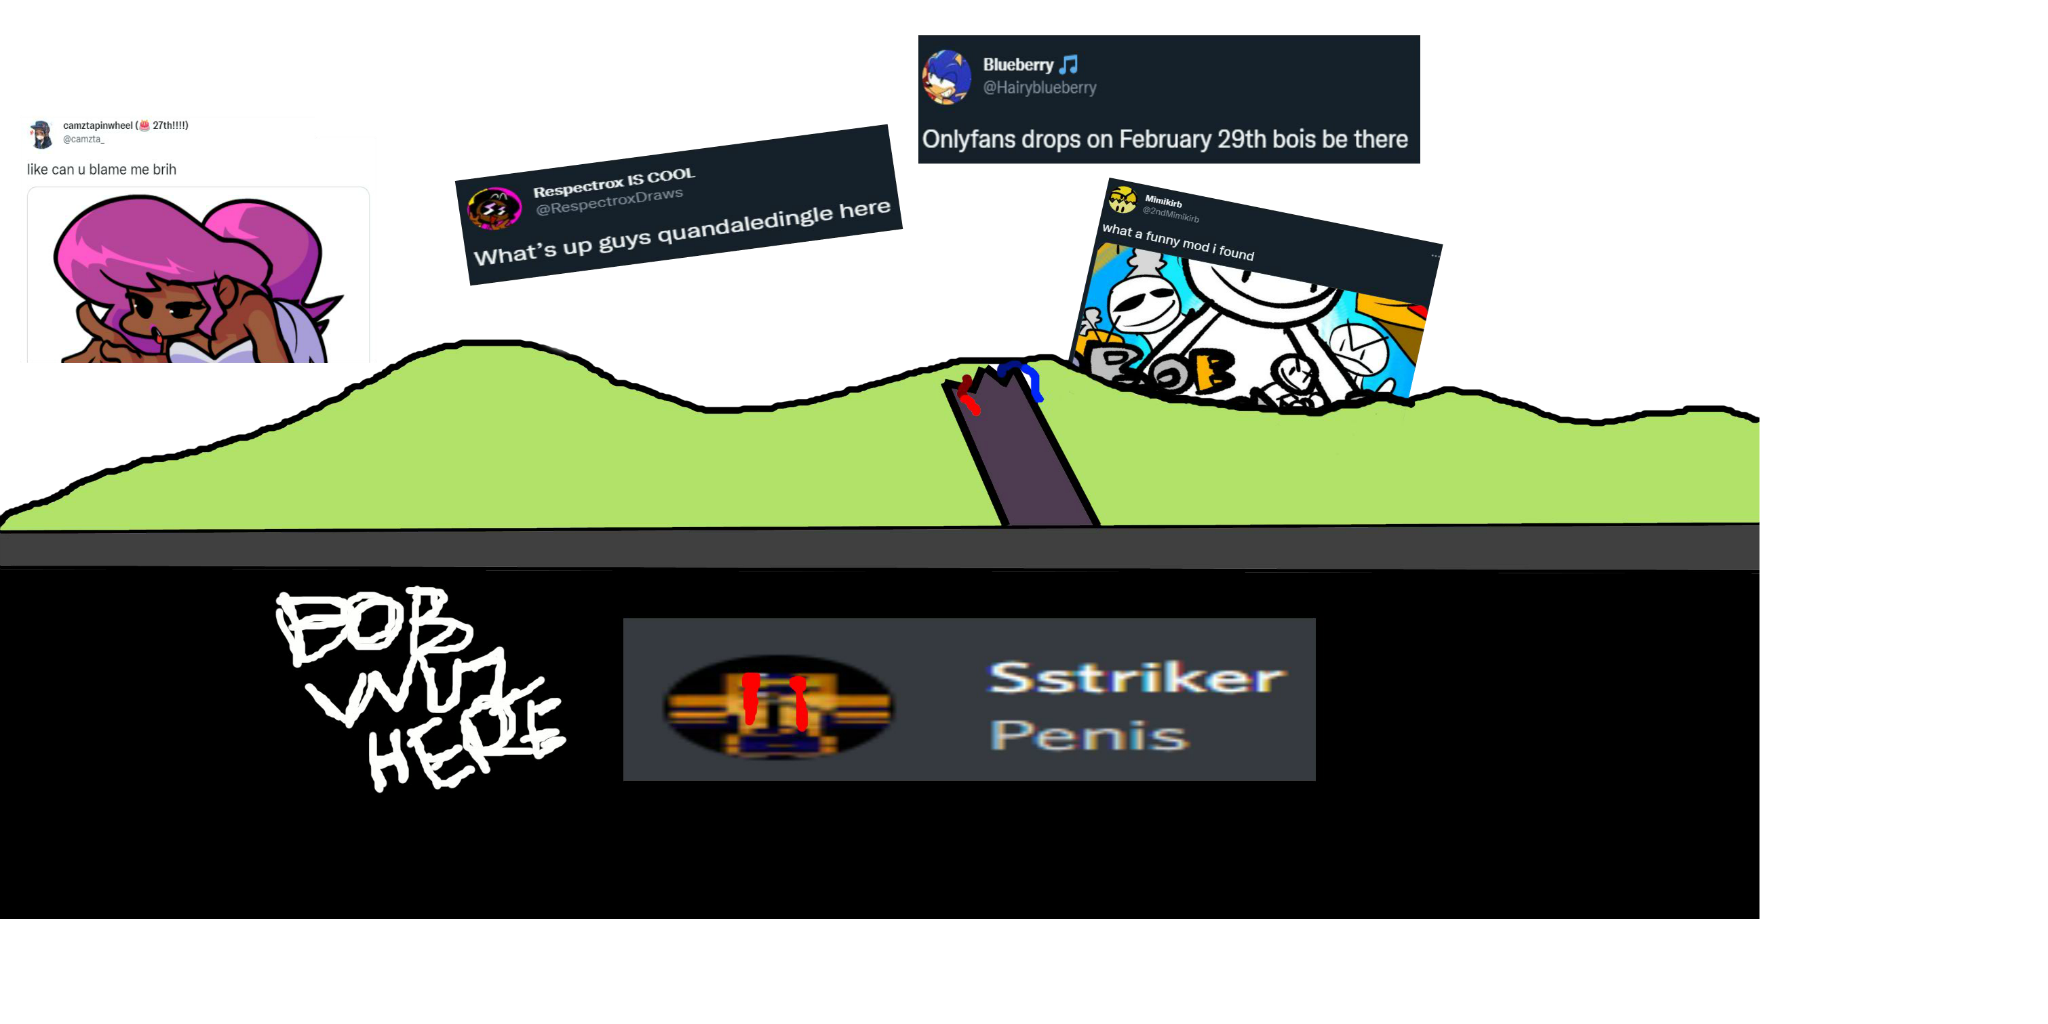 camztapinwheel (🎂 27th!!!!)
@camzta_
like can u blame me brih
Respectrox IS COOL
@RespectroxDraws
What's up guys quandaledingle here
Blueberry 🎵
@Hairyblueberry
Onlyfans drops on February 29th bois be there
Mimikirb
@2ndMimikirb
what a funny mod i found
BOB
BOB
WUZ
HERE
Sstriker
Penis